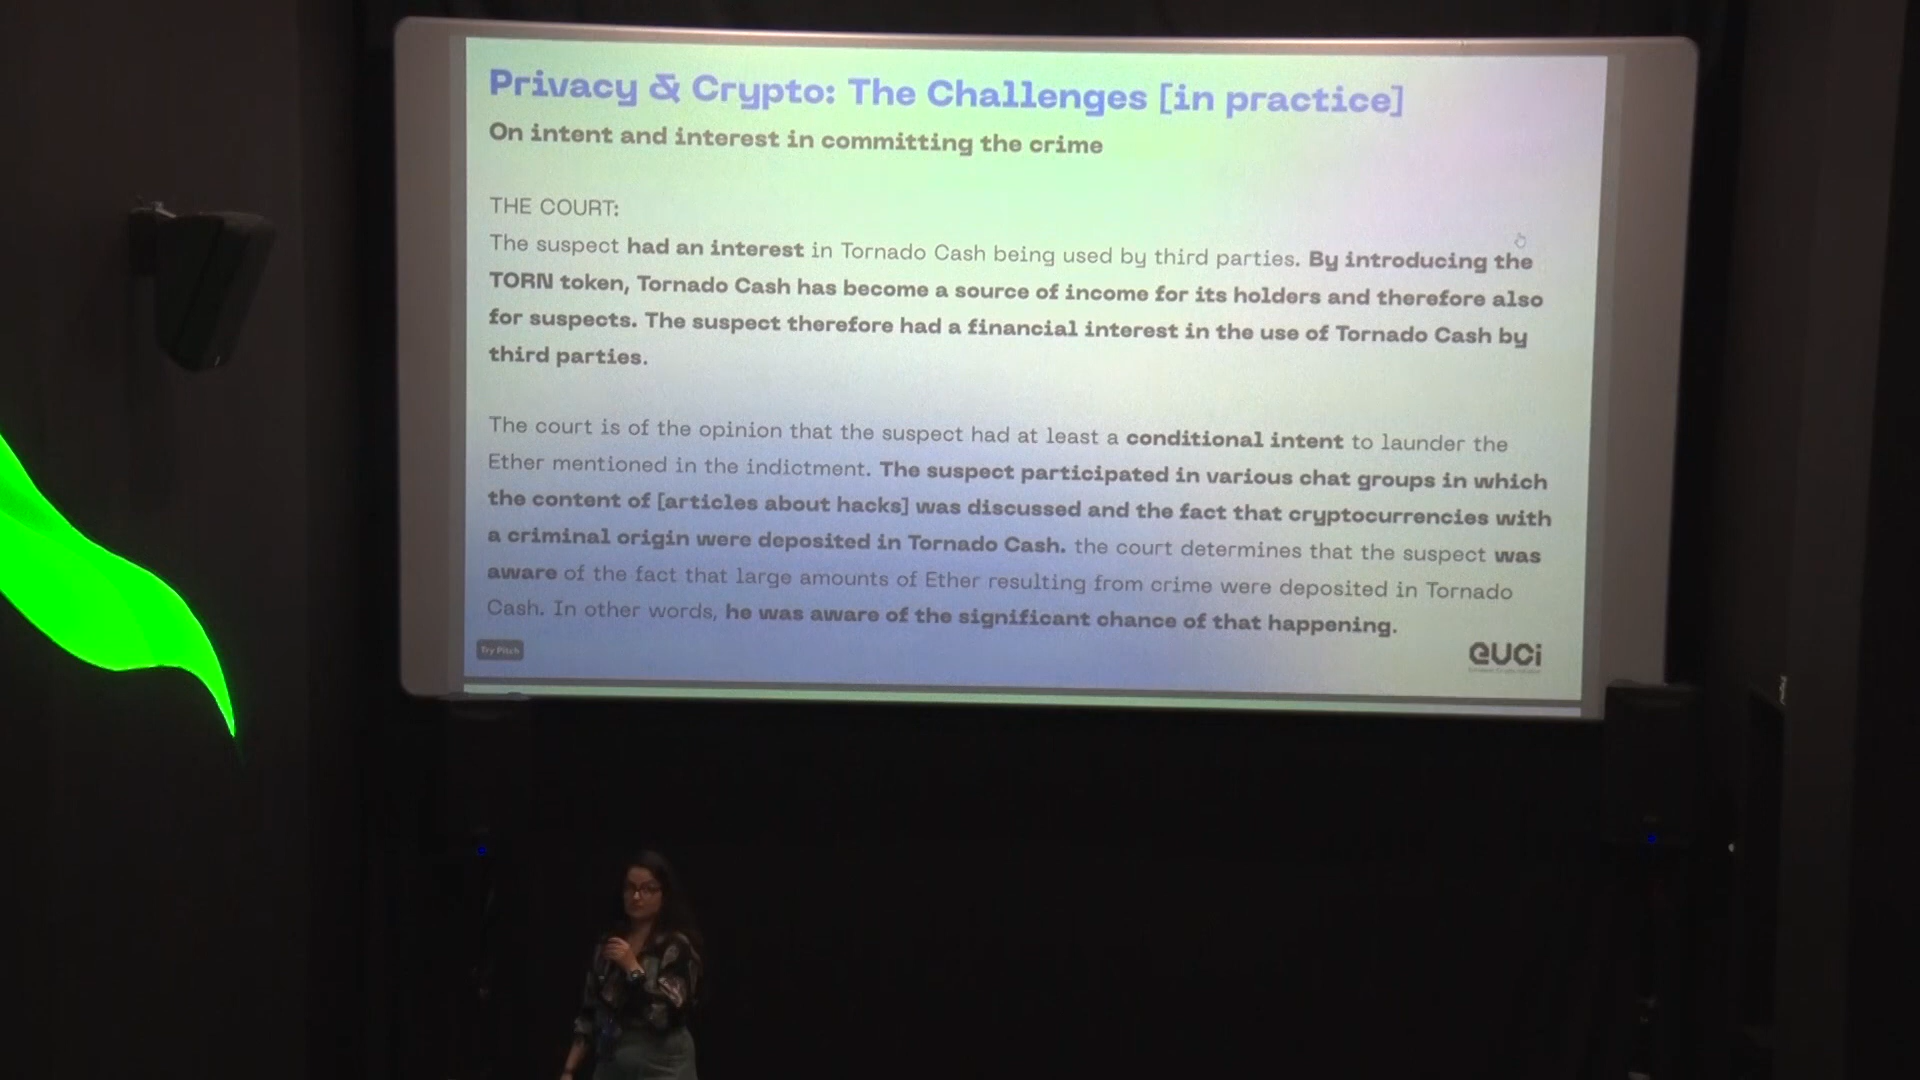 Privacy & Crypto: The Challenges [in practice]
On intent and interest in committing the crime
THE COURT:
The suspect had an interest in Tornado Cash being used by third parties. By introducing the
TORN token, Tornado Cash has become a source of income for its holders and therefore also
for suspects. The suspect therefore had a financial interest in the use of Tornado Cash by
third parties.
The court is of the opinion that the suspect had at least a conditional intent to launder the
Ether mentioned in the indictment. The suspect participated in various chat groups in which
the content of [articles about hacks] was discussed and the fact that cryptocurrencies with
a criminal origin were deposited in Tornado Cash. the court determines that the suspect was
aware of the fact that large amounts of Ether resulting from crime were deposited in Tornado
Cash. In other words, he was aware of the significant chance of that happening.
Try Pitch
eUCi